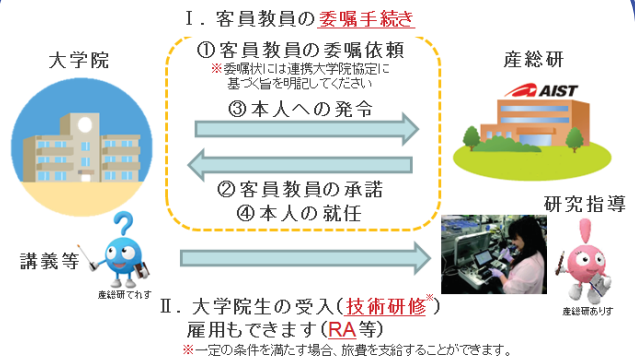 Ⅰ. 客員教員の委嘱手続き
大学院
①客員教員の委嘱依頼
※委嘱状には連携大学院協定に
基づく旨を明記してください
③本人への発令
産総研
AIST
②客員教員の承諾
④本人の就任
研究指導
講義等
産総研てれす
産総研ありす
Ⅱ. 大学院生の受入(技術研修※)
雇用もできます(RA等)
※一定の条件を満たす場合、旅費を支給することができます。